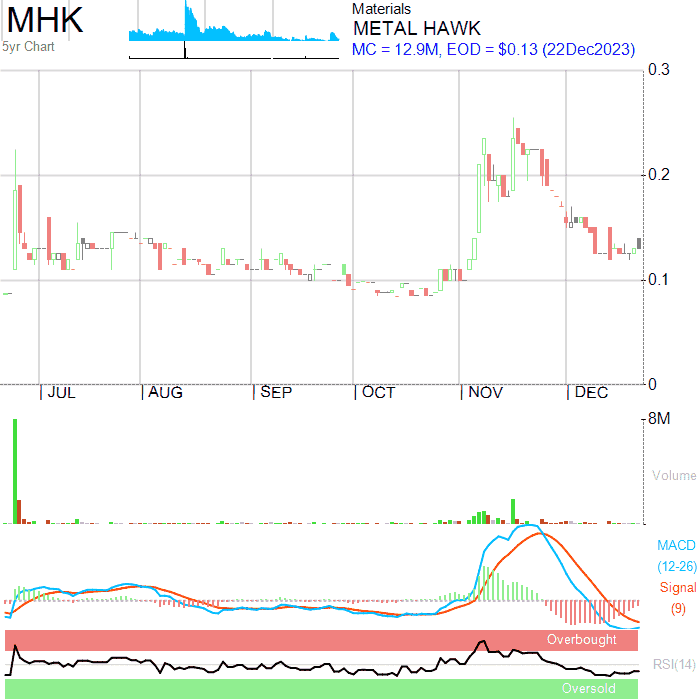 MHK
5yr Chart
Materials
METAL HAWK
MC = 12.9M, EOD = $0.13 (22Dec2023)
0.3
0.2
0.1
0
JUL AUG SEP OCT NOV DEC
8M
Volume
MACD
(12-26)
Signal
(9)
Overbought
RSI(14)
Oversold